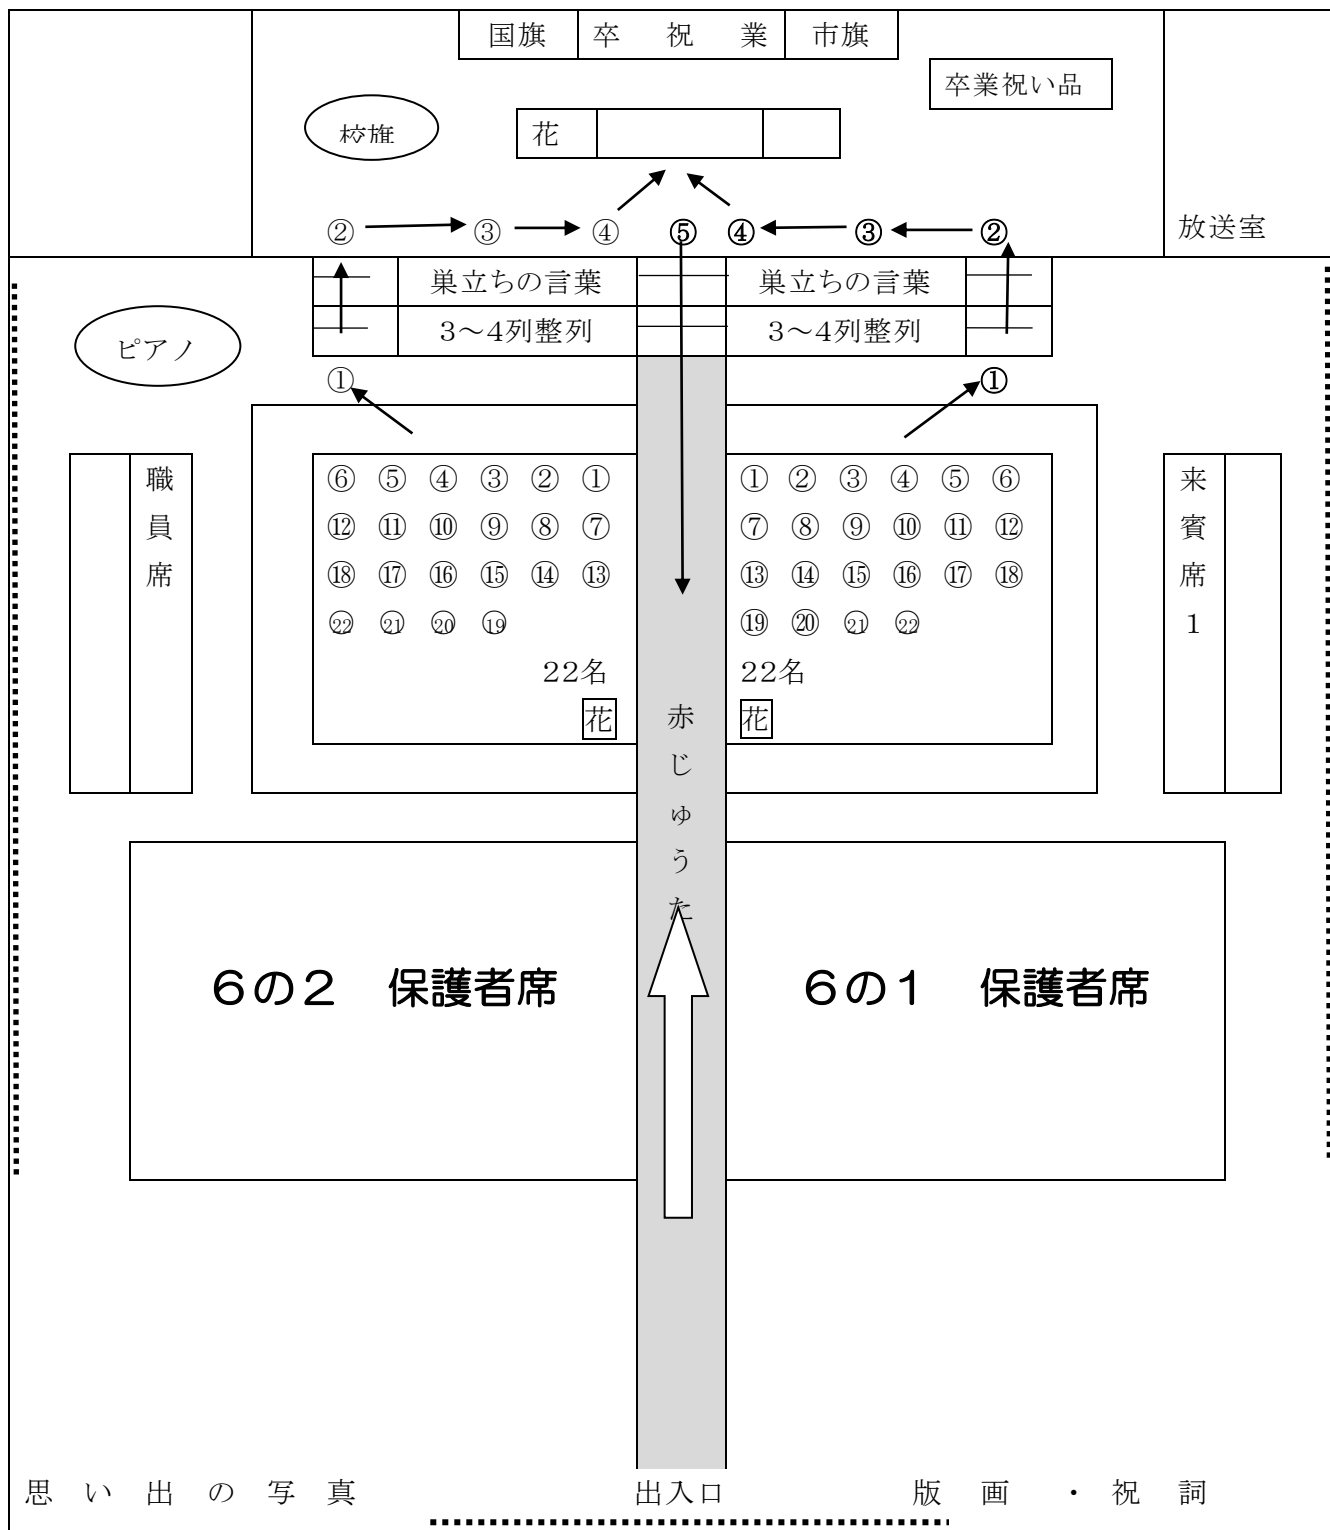 国旗 卒 祝 業 市旗
卒業祝い品
校旗
花
② ③ ④ ⑤ ④ ③ ②
放送室
巣立ちの言葉 巣立ちの言葉
3～4列整列 3～4列整列
ピアノ
① ①
職員席
⑥ ⑤ ④ ③ ② ① ① ② ③ ④ ⑤ ⑥
⑫ ⑪ ⑩ ⑨ ⑧ ⑦ ⑦ ⑧ ⑨ ⑩ ⑪ ⑫
⑱ ⑰ ⑯ ⑮ ⑭ ⑬ ⑬ ⑭ ⑮ ⑯ ⑰ ⑱
㉒ ㉑ ⑳ ⑲ ⑲ ⑳ ㉑ ㉒
22名 22名
花 花
来賓席1
赤じゅうた
6の2 保護者席 6の1 保護者席
思い出の写真 出入口 版画・祝詞